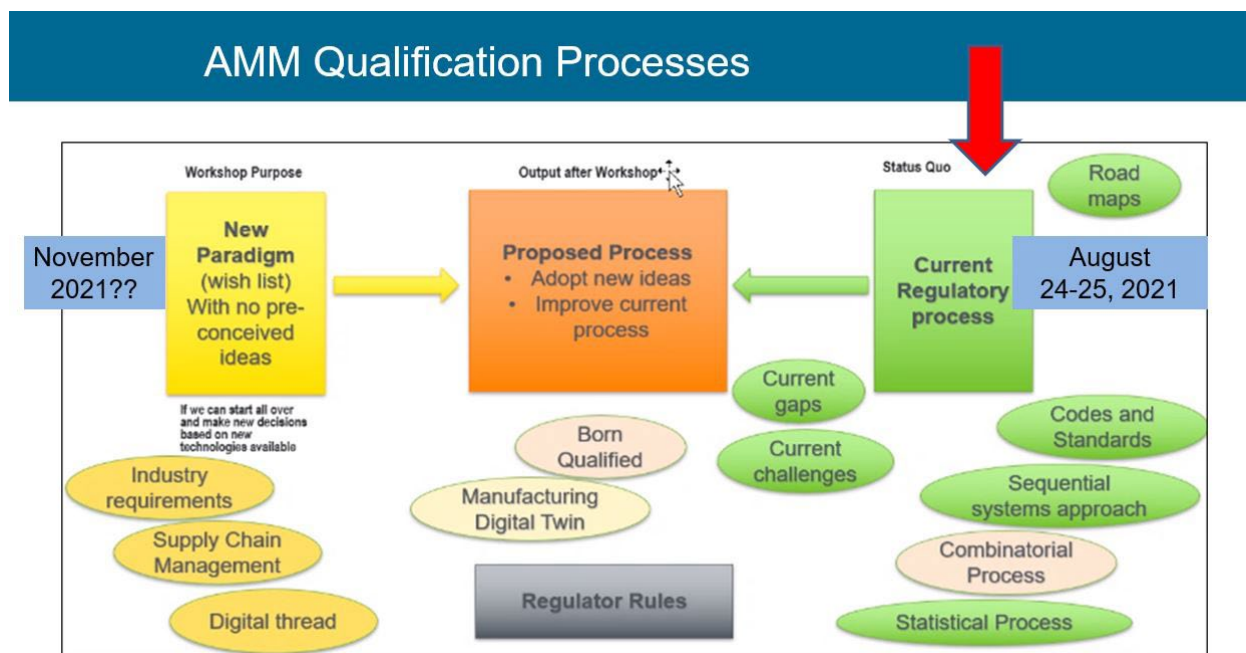 AMM Qualification Processes
Workshop Purpose
Output after Workshop
Status Quo
Road
maps
November
2021??
New
Paradigm
(wish list)
With no pre-
conceived
ideas
Proposed Process
• Adopt new ideas
• Improve current
process
Current
Regulatory
process
August
24-25, 2021
If we can start all over
and make new decisions
based on new
technologies available
Current
gaps
Current
challenges
Codes and
Standards
Born
Qualified
Industry
requirements
Manufacturing
Digital Twin
Sequential
systems approach
Supply Chain
Management
Combinatorial
Process
Regulator Rules
Digital thread
Statistical Process